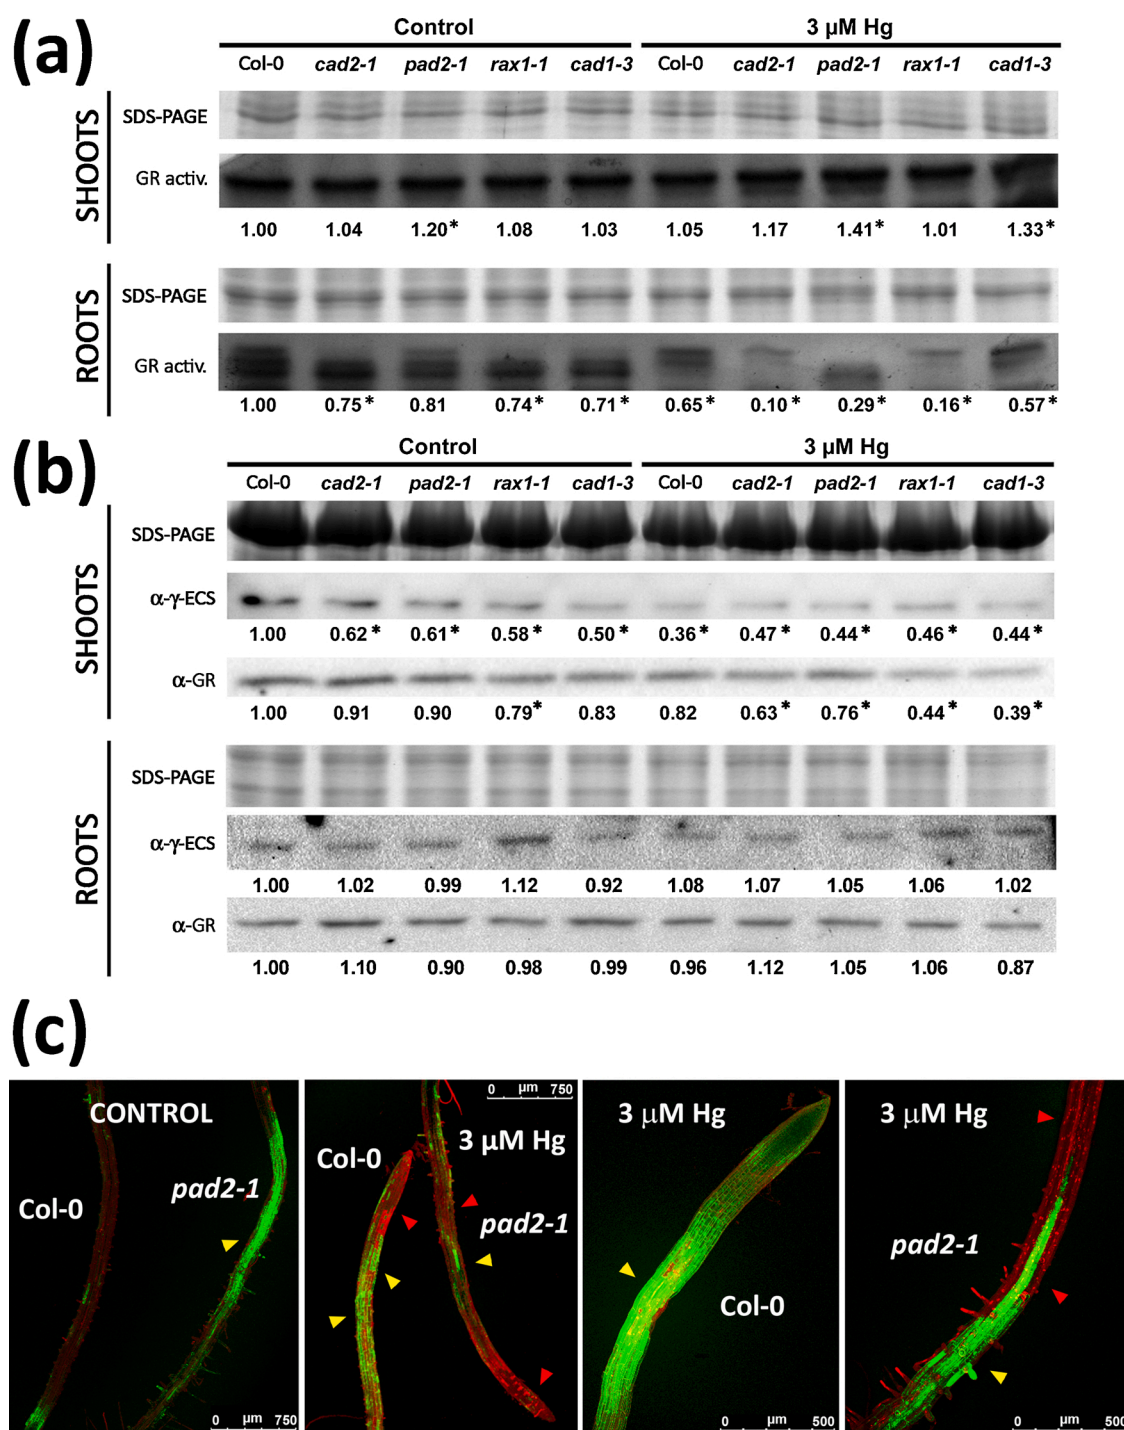 (a)
Control 3 µM Hg
Col-0 cad2-1 pad2-1 rax1-1 cad1-3 Col-0 cad2-1 pad2-1 rax1-1 cad1-3
SHOOTS
SDS-PAGE
GR activ.
1.00 1.04 1.20* 1.08 1.03 1.05 1.17 1.41* 1.01 1.33*
ROOTS
SDS-PAGE
GR activ.
1.00 0.75* 0.81 0.74* 0.71* 0.65* 0.10* 0.29* 0.16* 0.57*
(b)
Control 3 µM Hg
Col-0 cad2-1 pad2-1 rax1-1 cad1-3 Col-0 cad2-1 pad2-1 rax1-1 cad1-3
SHOOTS
SDS-PAGE
α-γ-ECS
1.00 0.62* 0.61* 0.58* 0.50* 0.36* 0.47* 0.44* 0.46* 0.44*
α-GR
1.00 0.91 0.90 0.79* 0.83 0.82 0.63* 0.76* 0.44* 0.39*
ROOTS
SDS-PAGE
α-γ-ECS
1.00 1.02 0.99 1.12 0.92 1.08 1.07 1.05 1.06 1.02
α-GR
1.00 1.10 0.90 0.98 0.99 0.96 1.12 1.05 1.06 0.87
(c)
CONTROL
Col-0
pad2-1
0 µm 750
0 µm 750
3 µM Hg
Col-0
pad2-1
3 µM Hg
Col-0
0 µm 500
3 µM Hg
pad2-1
0 µm 500